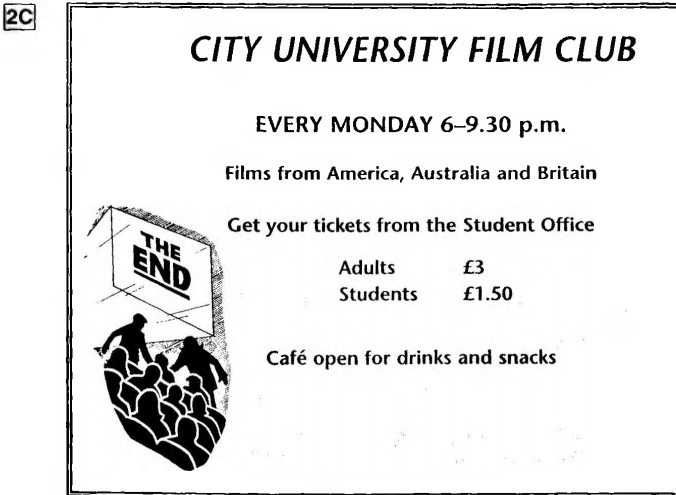 2C
CITY UNIVERSITY FILM CLUB
EVERY MONDAY 6–9.30 p.m.
Films from America, Australia and Britain
Get your tickets from the Student Office
THE
END
Adults £3
Students £1.50
Café open for drinks and snacks